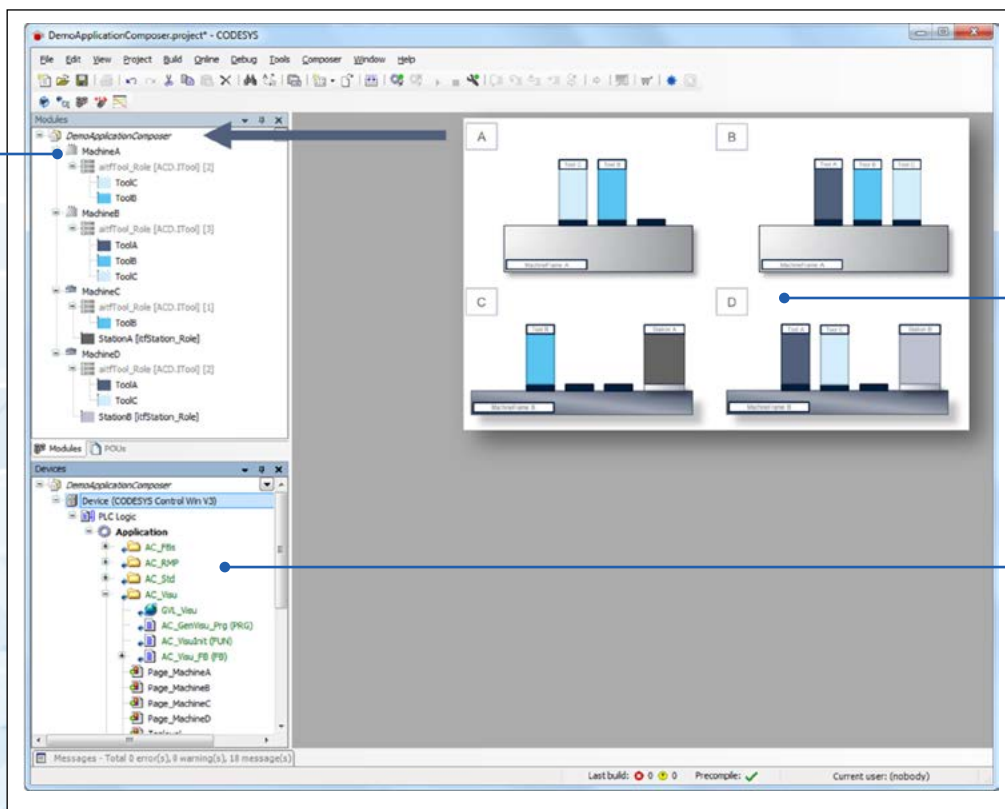 DemoApplicationComposer.project* - CODESYS
File Edit View Project Build Online Debug Tools Composer Window Help
Modules
DemoApplicationComposer
MachineA
aitfTool_Role [ACD.ITool] [2]
ToolC
ToolB
MachineB
aitfTool_Role [ACD.ITool] [3]
ToolA
ToolB
ToolC
MachineC
aitfTool_Role [ACD.ITool] [1]
ToolB
StationA [itfStation_Role]
MachineD
aitfTool_Role [ACD.ITool] [2]
ToolA
ToolC
StationB [itfStation_Role]
Modules POUs
Devices
DemoApplicationComposer
Device (CODESYS Control Win V3)
PLC Logic
Application
AC_FBs
AC_RMP
AC_Std
AC_Visu
GVL_Visu
AC_GenVisu_Prg (PRG)
AC_VisuInit (FUN)
AC_Visu_FB (FB)
Page_MachineA
Page_MachineB
Page_MachineC
Page_MachineD
A
Tool C Tool B
MachineFrame A
B
Tool A Tool B Tool C
MachineFrame A
C
Tool B Station A
MachineFrame B
D
Tool A Tool C Station B
MachineFrame B
Messages - Total 0 error(s), 0 warning(s), 18 message(s)
Last build: 0 0 Precompile: Current user: (nobody)